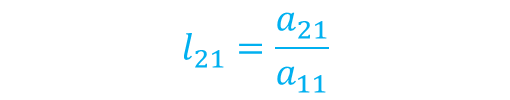 l₂₁ = a₂₁ / a₁₁